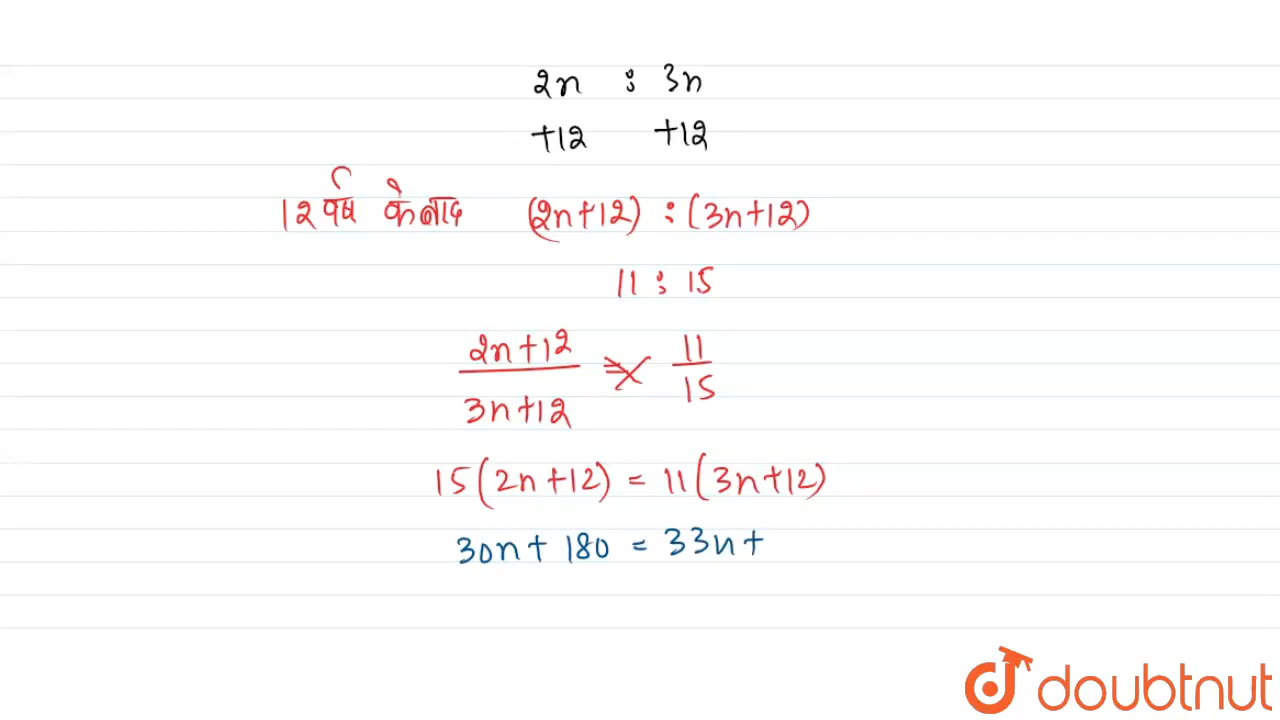 2n : 3n
+12 +12
12 वर्ष के बाद (2n+12) : (3n+12)
11 : 15
2n+12 = 11
3n+12 15
15(2n+12) = 11(3n+12)
30n + 180 = 33n +
doubtnut